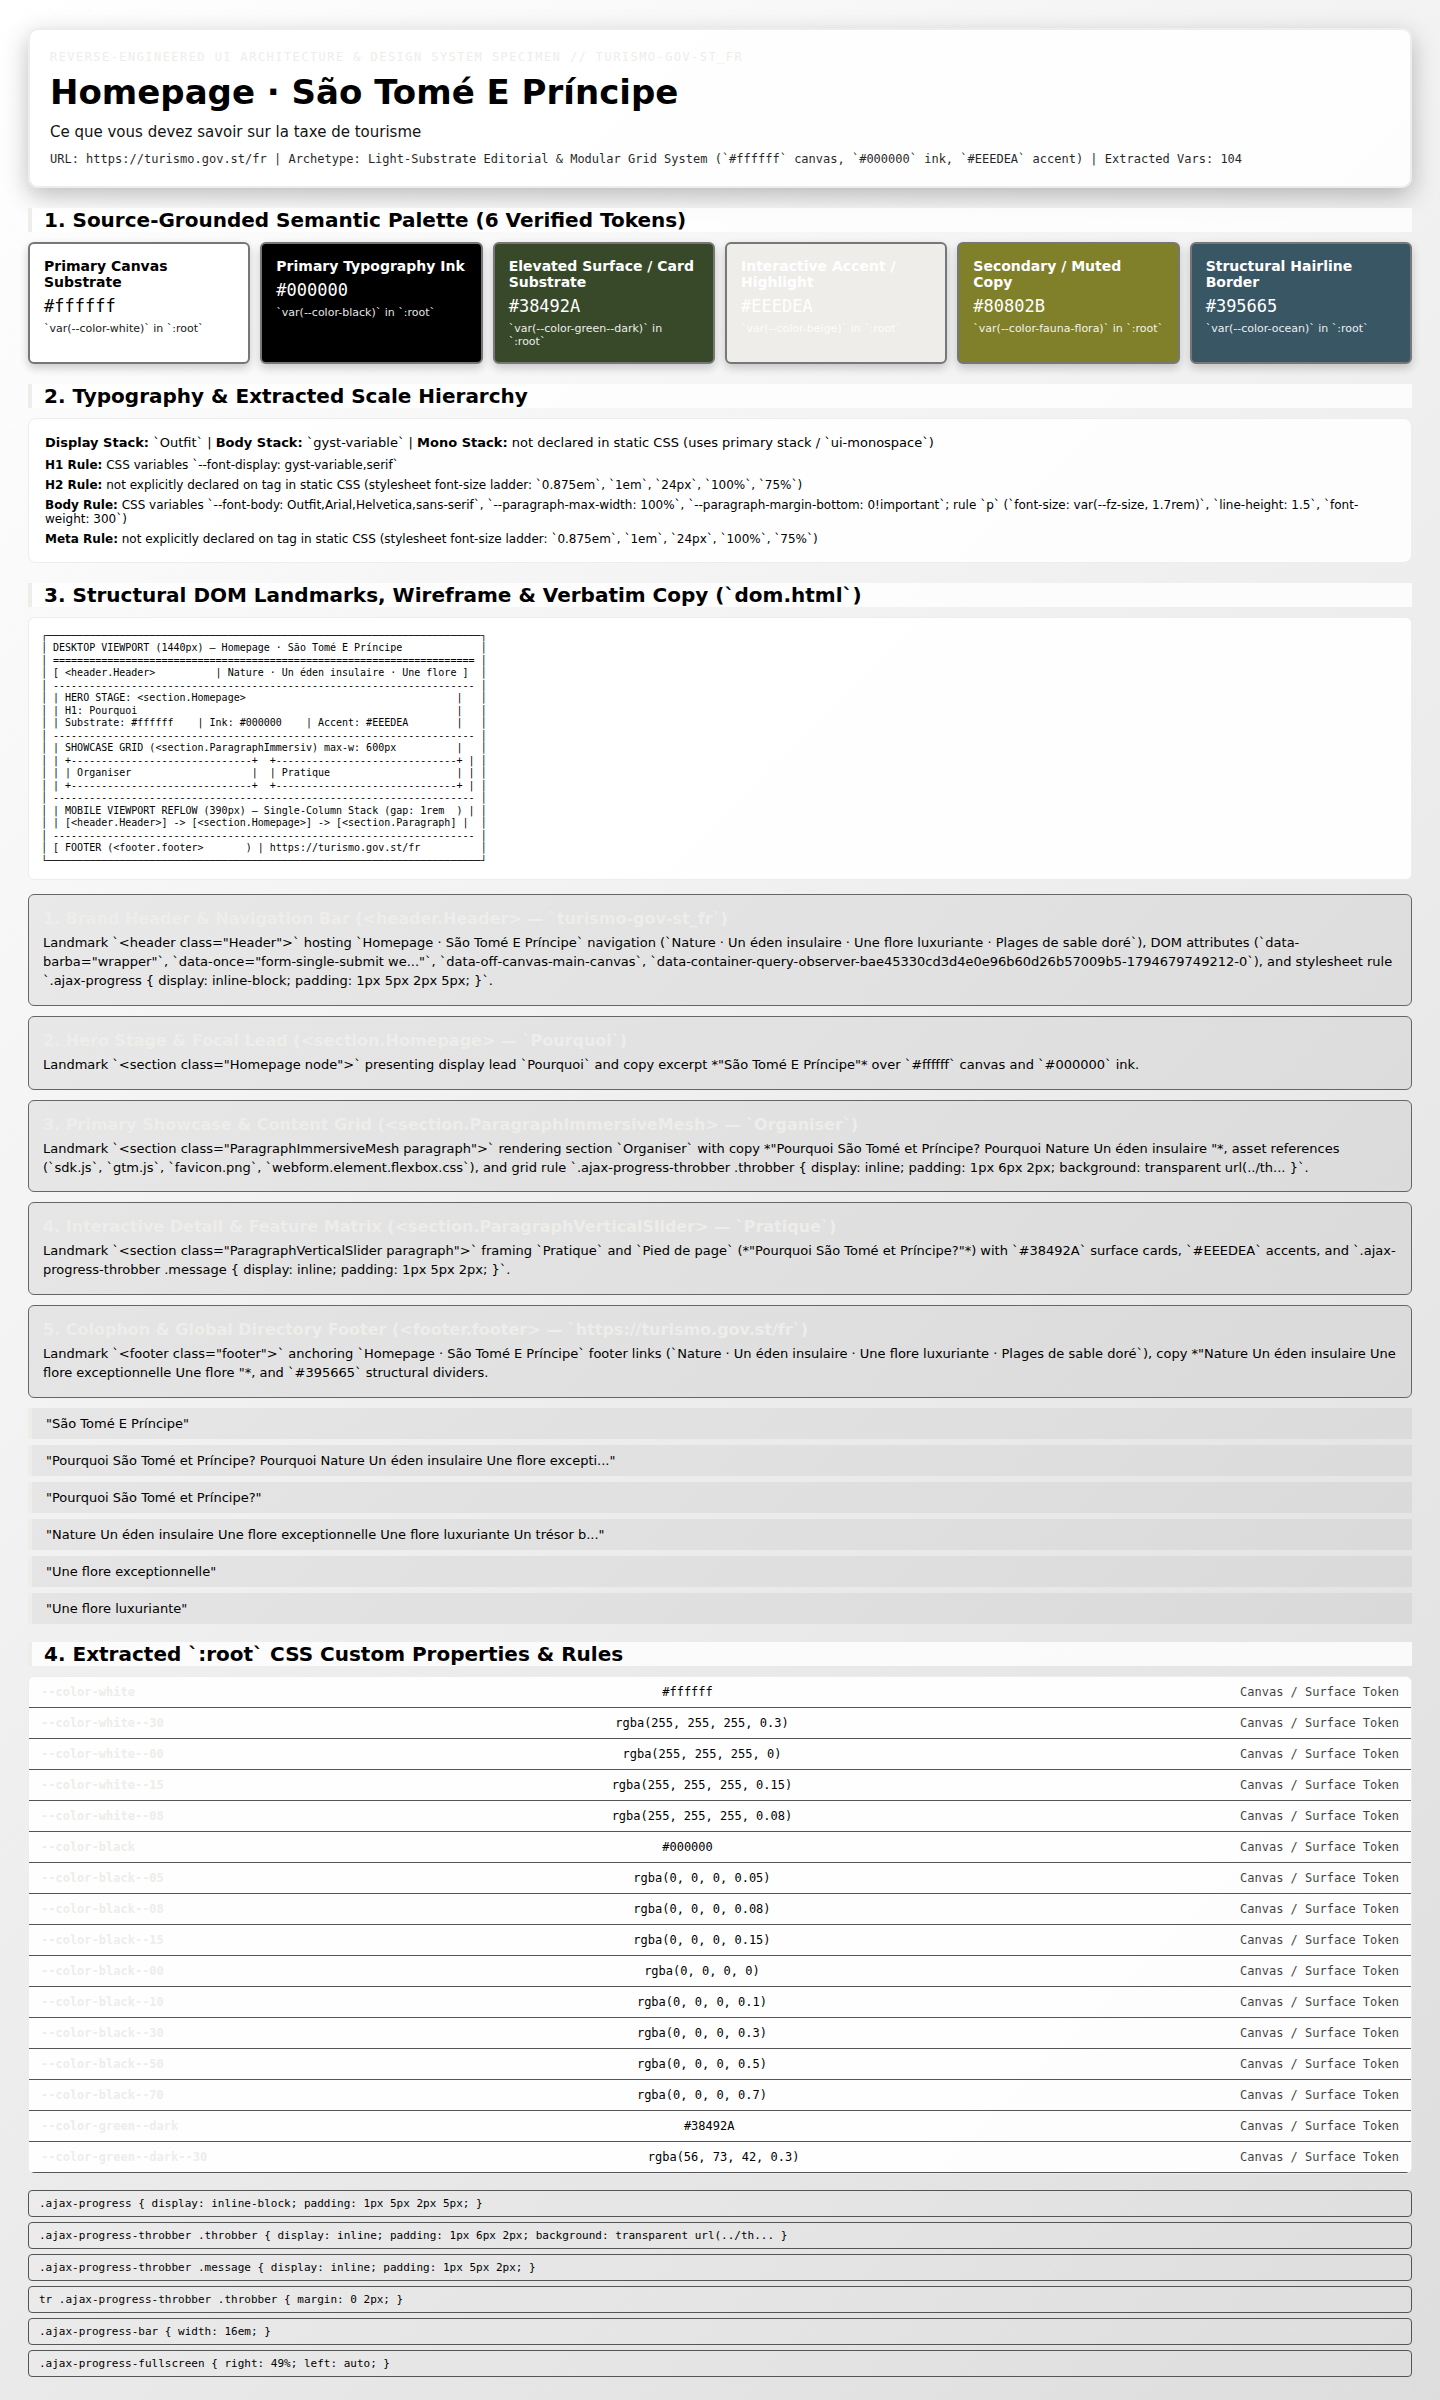 REVERSE-ENGINEERED UI ARCHITECTURE & DESIGN SYSTEM SPECIMEN // TURISMO-GOV-ST_FR
Homepage · São Tomé E Príncipe
Ce que vous devez savoir sur la taxe de tourisme
URL: https://turismo.gov.st/fr | Archetype: Light-Substrate Editorial & Modular Grid System (`#ffffff` canvas, `#000000` ink, `#EEEDEA` accent) | Extracted Vars: 104
1. Source-Grounded Semantic Palette (6 Verified Tokens)
Primary Canvas
Substrate
#ffffff
`var(--color-white)` in `:root`
Primary Typography Ink
#000000
`var(--color-black)` in `:root`
Elevated Surface / Card
Substrate
#38492A
`var(--color-green--dark)` in
`:root`
Interactive Accent /
Highlight
#EEEDEA
`var(--color-beige)` in `:root`
Secondary / Muted
Copy
#80802B
`var(--color-fauna-flora)` in `:root`
Structural Hairline
Border
#395665
`var(--color-ocean)` in `:root`
2. Typography & Extracted Scale Hierarchy
Display Stack: `Outfit` | Body Stack: `gyst-variable` | Mono Stack: not declared in static CSS (uses primary stack / `ui-monospace`)
H1 Rule: CSS variables `--font-display: gyst-variable,serif`
H2 Rule: not explicitly declared on tag in static CSS (stylesheet font-size ladder: `0.875em`, `1em`, `24px`, `100%`, `75%`)
Body Rule: CSS variables `--font-body: Outfit,Arial,Helvetica,sans-serif`, `--paragraph-max-width: 100%`, `--paragraph-margin-bottom: 0!important`; rule `p` (`font-size: var(--fz-size, 1.7rem)`, `line-height: 1.5`, `font-
weight: 300`)
Meta Rule: not explicitly declared on tag in static CSS (stylesheet font-size ladder: `0.875em`, `1em`, `24px`, `100%`, `75%`)
3. Structural DOM Landmarks, Wireframe & Verbatim Copy (`dom.html`)
DESKTOP VIEWPORT (1440px) — Homepage · São Tomé E Príncipe
======================================================================
[ <header.Header>          | Nature · Un éden insulaire · Une flore ]
----------------------------------------------------------------------
| HERO STAGE: <section.Homepage>                                   |
| H1: Pourquoi                                                     |
| Substrate: #ffffff    | Ink: #000000    | Accent: #EEEDEA        |
----------------------------------------------------------------------
| SHOWCASE GRID (<section.ParagraphImmersiv) max-w: 600px          |
| +------------------------------+  +------------------------------+ |
| | Organiser                    |  | Pratique                     | |
| +------------------------------+  +------------------------------+ |
----------------------------------------------------------------------
| MOBILE VIEWPORT REFLOW (390px) — Single-Column Stack (gap: 1rem  ) |
| [<header.Header>] -> [<section.Homepage>] -> [<section.Paragraph] |
----------------------------------------------------------------------
[ FOOTER (<footer.footer>       ) | https://turismo.gov.st/fr
1. Brand Header & Navigation Bar (<header.Header> — `turismo-gov-st_fr`)
Landmark `<header class="Header">` hosting `Homepage · São Tomé E Príncipe` navigation (`Nature · Un éden insulaire · Une flore luxuriante · Plages de sable doré`), DOM attributes (`data-
barba="wrapper"`, `data-once="form-single-submit we..."`, `data-off-canvas-main-canvas`, `data-container-query-observer-bae45330cd3d4e0e96b60d26b57009b5-1794679749212-0`), and stylesheet rule
`.ajax-progress { display: inline-block; padding: 1px 5px 2px 5px; }`.
2. Hero Stage & Focal Lead (<section.Homepage> — `Pourquoi`)
Landmark `<section class="Homepage node">` presenting display lead `Pourquoi` and copy excerpt *"São Tomé E Príncipe"* over `#ffffff` canvas and `#000000` ink.
3. Primary Showcase & Content Grid (<section.ParagraphImmersiveMesh> — `Organiser`)
Landmark `<section class="ParagraphImmersiveMesh paragraph">` rendering section `Organiser` with copy *"Pourquoi São Tomé et Príncipe? Pourquoi Nature Un éden insulaire "*, asset references
(`sdk.js`, `gtm.js`, `favicon.png`, `webform.element.flexbox.css`), and grid rule `.ajax-progress-throbber .throbber { display: inline; padding: 1px 6px 2px; background: transparent url(../th... }`.
4. Interactive Detail & Feature Matrix (<section.ParagraphVerticalSlider> — `Pratique`)
Landmark `<section class="ParagraphVerticalSlider paragraph">` framing `Pratique` and `Pied de page` (*"Pourquoi São Tomé et Príncipe?"*) with `#38492A` surface cards, `#EEEDEA` accents, and `.ajax-
progress-throbber .message { display: inline; padding: 1px 5px 2px; }`.
5. Colophon & Global Directory Footer (<footer.footer> — `https://turismo.gov.st/fr`)
Landmark `<footer class="footer">` anchoring `Homepage · São Tomé E Príncipe` footer links (`Nature · Un éden insulaire · Une flore luxuriante · Plages de sable doré`), copy *"Nature Un éden insulaire Une
flore exceptionnelle Une flore "*, and `#395665` structural dividers.
"São Tomé E Príncipe"
"Pourquoi São Tomé et Príncipe? Pourquoi Nature Un éden insulaire Une flore excepti..."
"Pourquoi São Tomé et Príncipe?"
"Nature Un éden insulaire Une flore exceptionnelle Une flore luxuriante Un trésor b..."
"Une flore exceptionnelle"
"Une flore luxuriante"
4. Extracted `:root` CSS Custom Properties & Rules
--color-white #ffffff Canvas / Surface Token
--color-white--30 rgba(255, 255, 255, 0.3) Canvas / Surface Token
--color-white--00 rgba(255, 255, 255, 0) Canvas / Surface Token
--color-white--15 rgba(255, 255, 255, 0.15) Canvas / Surface Token
--color-white--08 rgba(255, 255, 255, 0.08) Canvas / Surface Token
--color-black #000000 Canvas / Surface Token
--color-black--05 rgba(0, 0, 0, 0.05) Canvas / Surface Token
--color-black--08 rgba(0, 0, 0, 0.08) Canvas / Surface Token
--color-black--15 rgba(0, 0, 0, 0.15) Canvas / Surface Token
--color-black--00 rgba(0, 0, 0, 0) Canvas / Surface Token
--color-black--10 rgba(0, 0, 0, 0.1) Canvas / Surface Token
--color-black--30 rgba(0, 0, 0, 0.3) Canvas / Surface Token
--color-black--50 rgba(0, 0, 0, 0.5) Canvas / Surface Token
--color-black--70 rgba(0, 0, 0, 0.7) Canvas / Surface Token
--color-green--dark #38492A Canvas / Surface Token
--color-green--dark--30 rgba(56, 73, 42, 0.3) Canvas / Surface Token
.ajax-progress { display: inline-block; padding: 1px 5px 2px 5px; }
.ajax-progress-throbber .throbber { display: inline; padding: 1px 6px 2px; background: transparent url(../th... }
.ajax-progress-throbber .message { display: inline; padding: 1px 5px 2px; }
tr .ajax-progress-throbber .throbber { margin: 0 2px; }
.ajax-progress-bar { width: 16em; }
.ajax-progress-fullscreen { right: 49%; left: auto; }